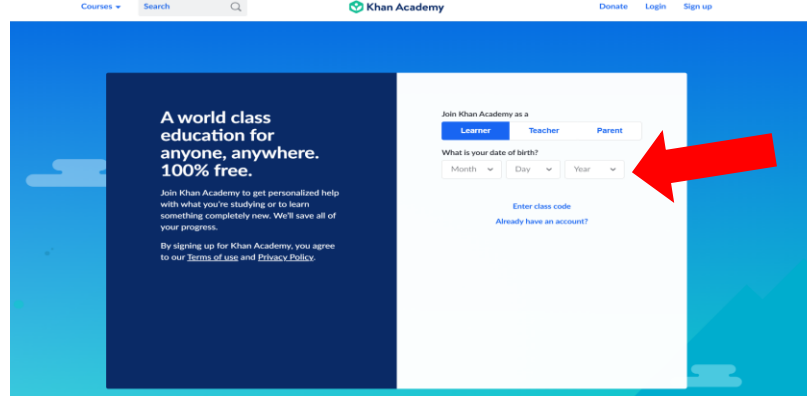 Courses Search Khan Academy Donate Login Sign up
A world class
education for
anyone, anywhere.
100% free.
Join Khan Academy to get personalized help
with what you're studying or to learn
something completely new. We'll save all of
your progress.
By signing up for Khan Academy, you agree
to our Terms of use and Privacy Policy.
Join Khan Academy as a
Learner Teacher Parent
What is your date of birth?
Month Day Year
Enter class code
Already have an account?